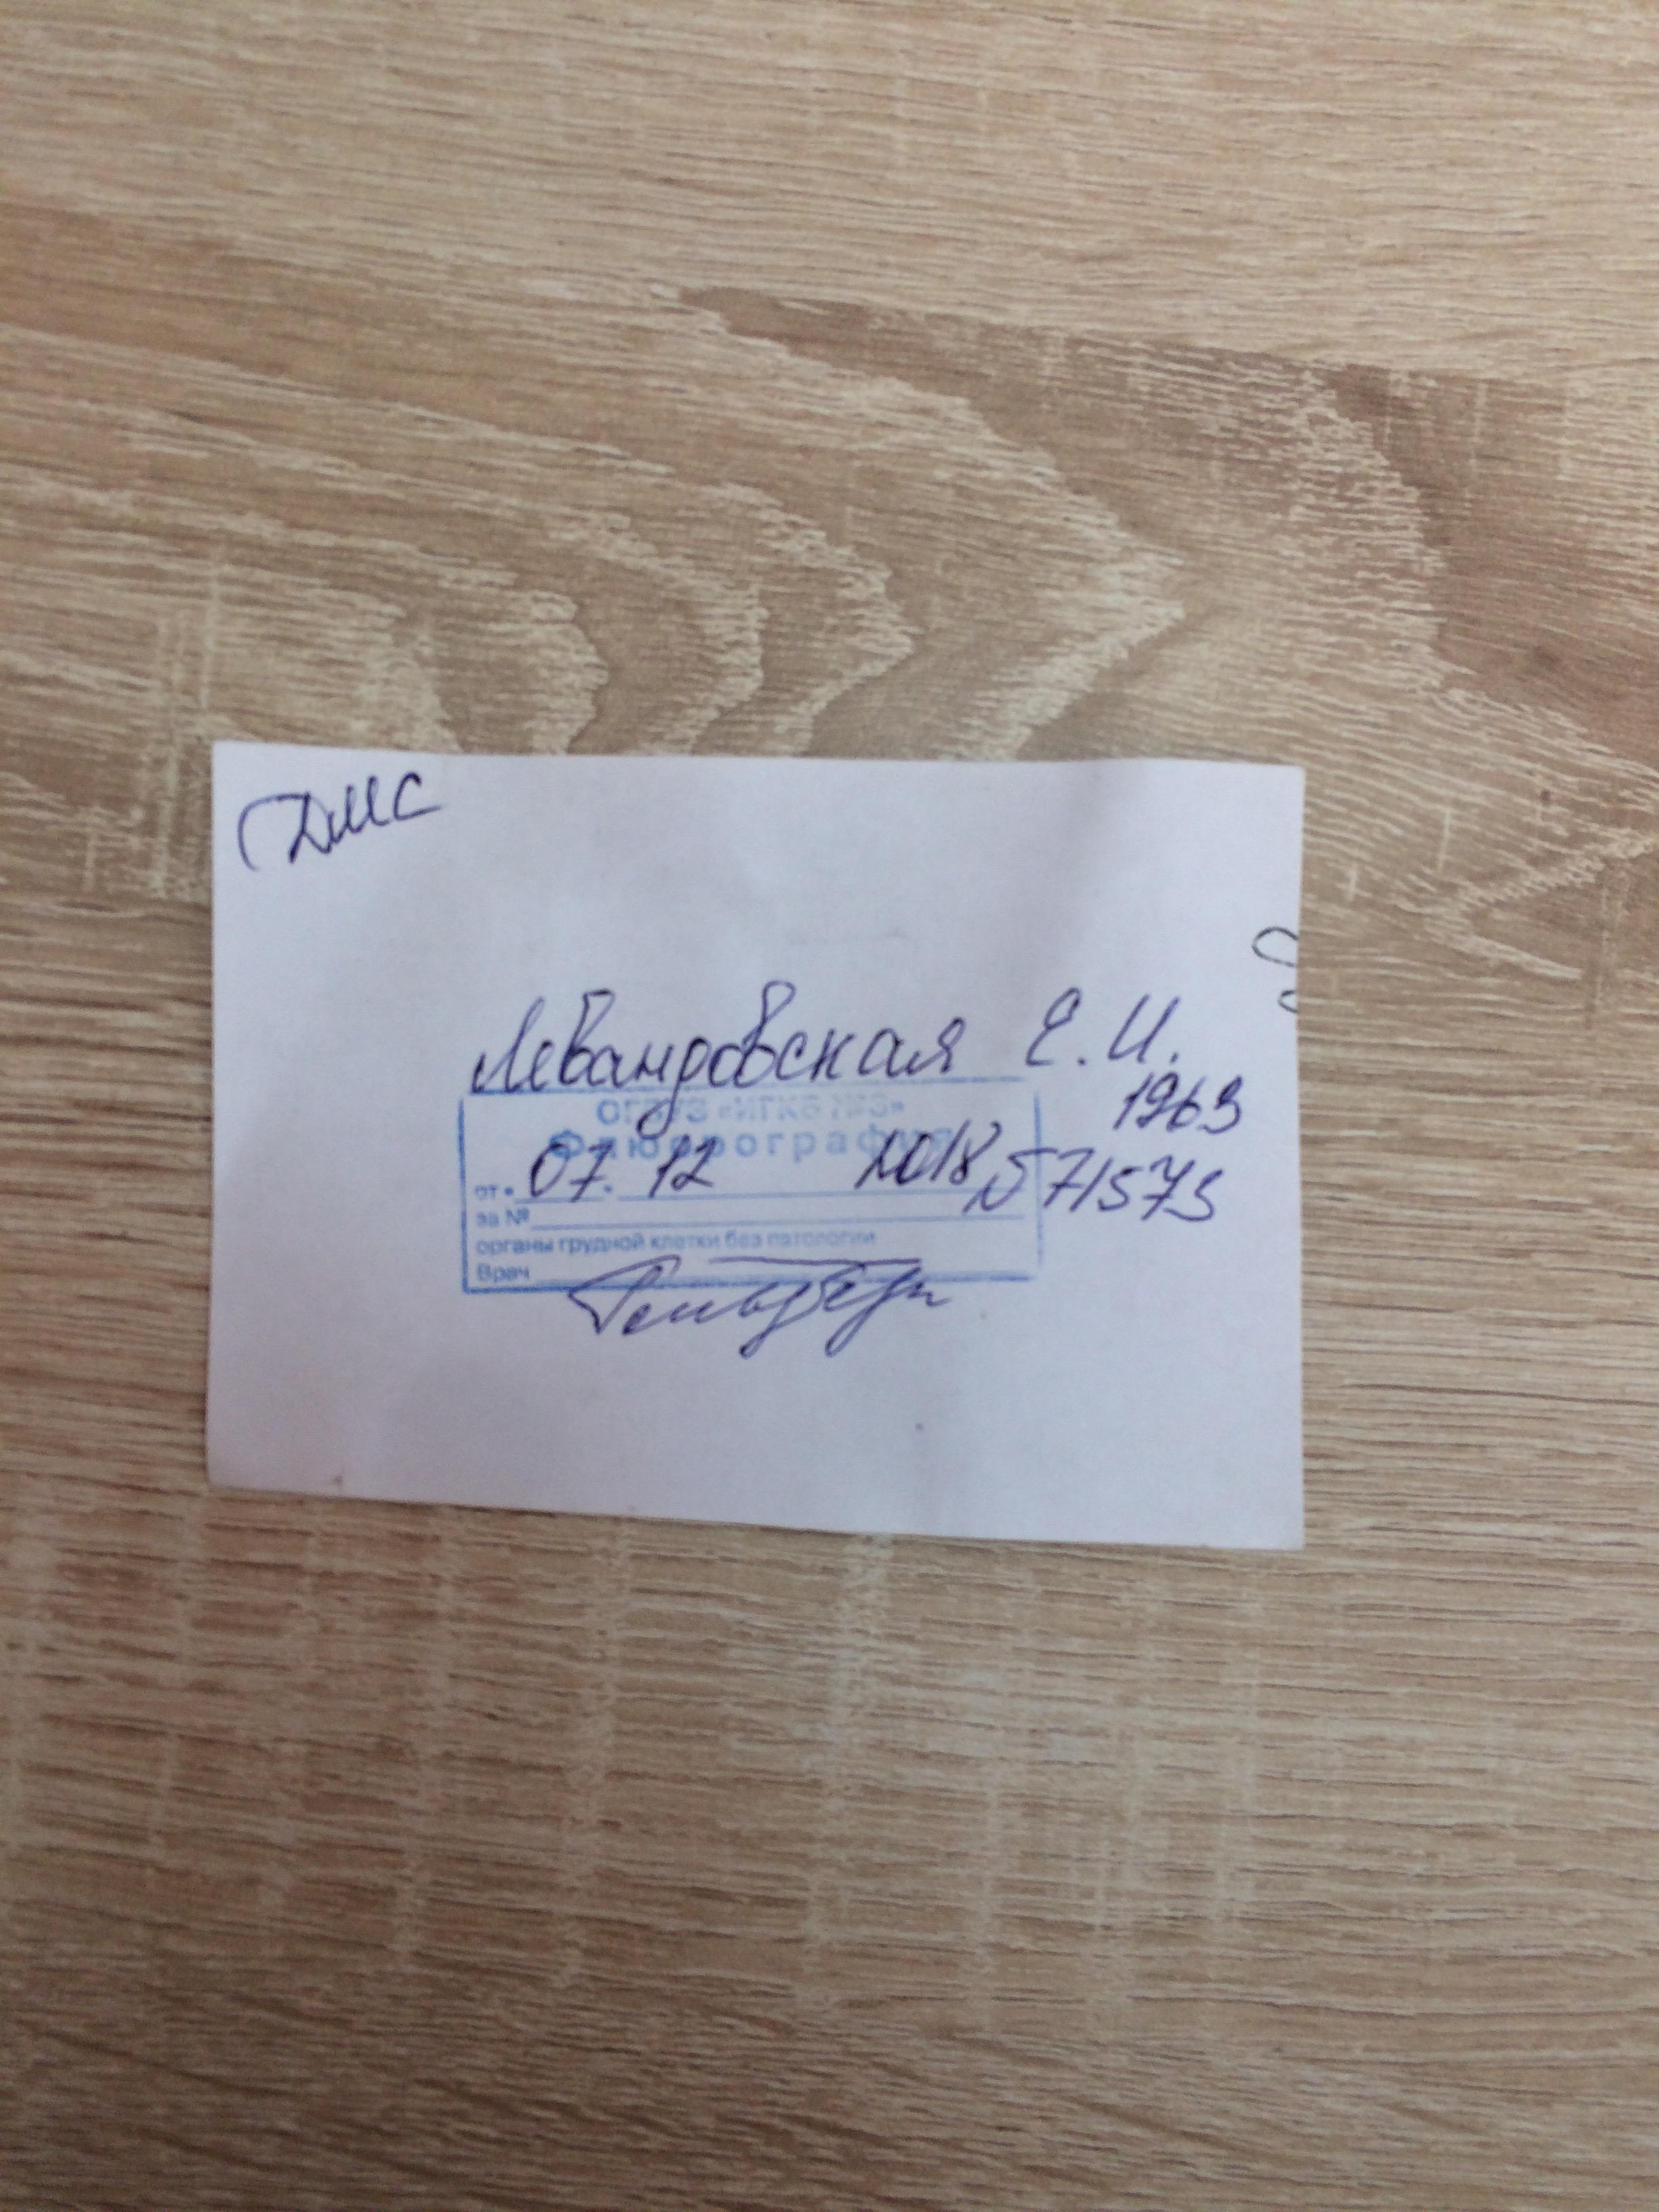 ДМС
Левандовская Е.И.
1963
ОГБУЗ «ИГКБ №3»
Флюорография
от " 07. 12 2018 N 571573
за №
органы грудной клетки без патологии
Врач